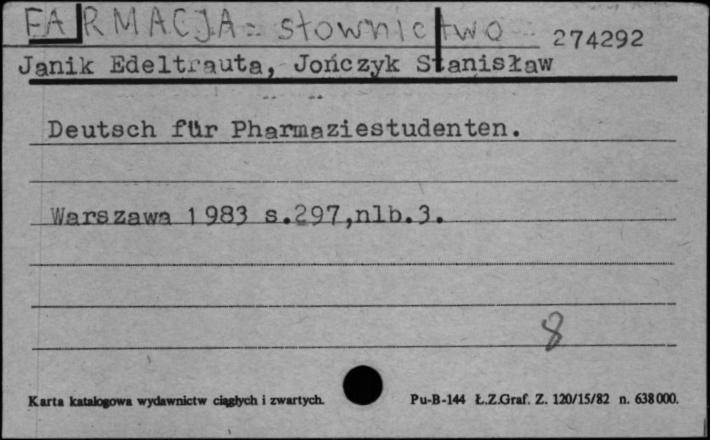 FARMACJA - słownictwo
274292
Janik Edeltrauta, Jończyk Stanisław
Deutsch für Pharmaziestudenten.
Warszawa 1983 s.297,nlb.3.
8
Karta katalogowa wydawnictw ciągłych i zwartych. Pu-B-144 Ł.Z.Graf. Z. 120/15/82 n. 638000.